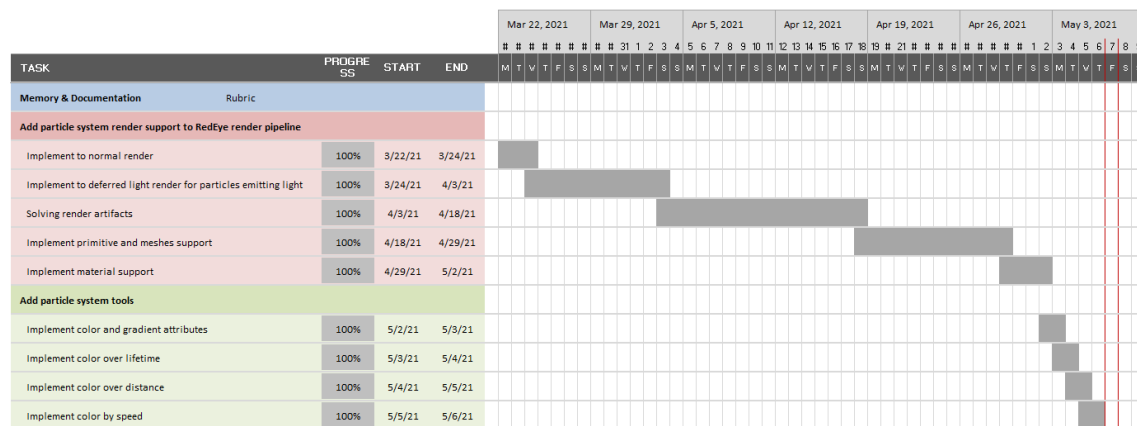 Mar 22, 2021 Mar 29, 2021 Apr 5, 2021 Apr 12, 2021 Apr 19, 2021 Apr 26, 2021 May 3, 2021
# # # # # # # # # 31 1 2 3 4 5 6 7 8 9 10 11 12 13 14 15 16 17 18 19 # 21 # # # # # # # # # 1 2 3 4 5 6 7 8
TASK PROGRE SS START END M T W T F S S M T W T F S S M T W T F S S M T W T F S S M T W T F S S M T W T F S S M T W T F S
Memory & Documentation Rubric
Add particle system render support to RedEye render pipeline
Implement to normal render 100% 3/22/21 3/24/21
Implement to deferred light render for particles emitting light 100% 3/24/21 4/3/21
Solving render artifacts 100% 4/3/21 4/18/21
Implement primitive and meshes support 100% 4/18/21 4/29/21
Implement material support 100% 4/29/21 5/2/21
Add particle system tools
Implement color and gradient attributes 100% 5/2/21 5/3/21
Implement color over lifetime 100% 5/3/21 5/4/21
Implement color over distance 100% 5/4/21 5/5/21
Implement color by speed 100% 5/5/21 5/6/21